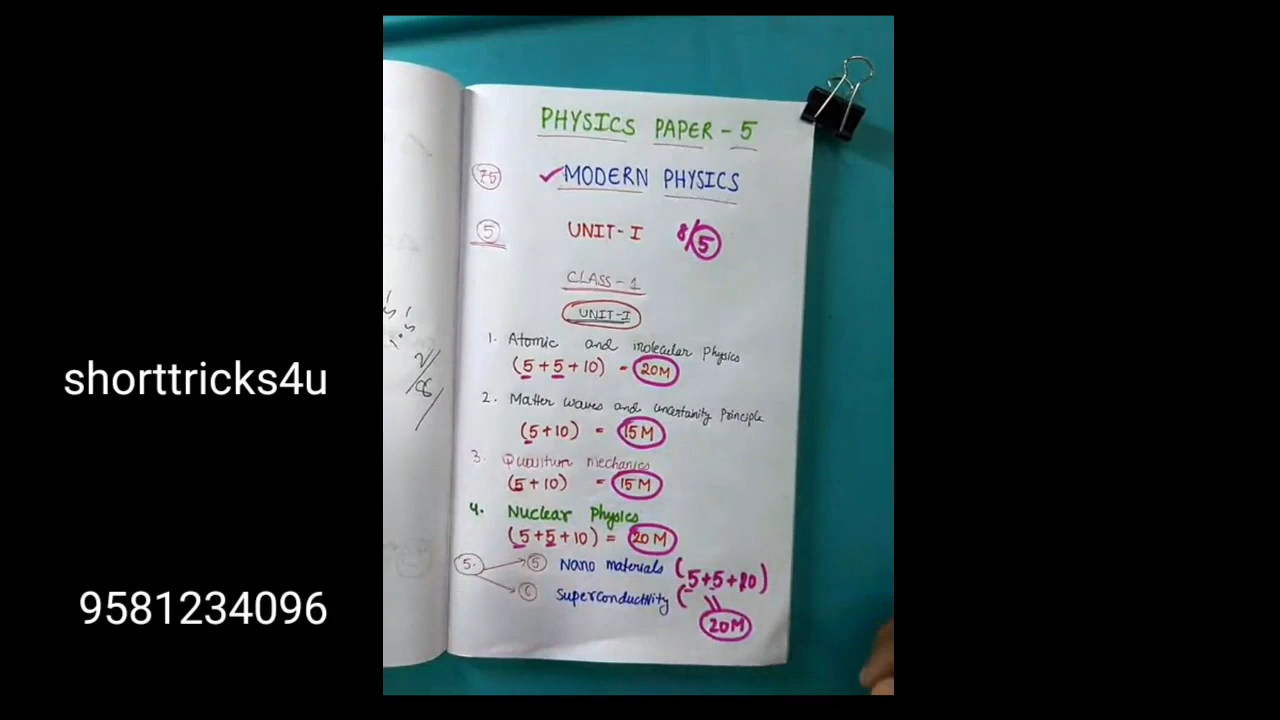 shorttricks4u
9581234096
PHYSICS PAPER - 5
75 ✓MODERN PHYSICS
5 UNIT- I 8/5
CLASS - 1
UNIT-I
1. Atomic and molecular Physics
(5 + 5 + 10) = 20M
2. Matter waves and uncertainity Principle
(5 + 10) = 15M
3. Quantum mechanics
(5 + 10) = 15M
4. Nuclear Physics
(5 + 5 + 10) = 20M
5. 5 Nano materials (5 + 5 + 10)
6 Superconductivity (
20M